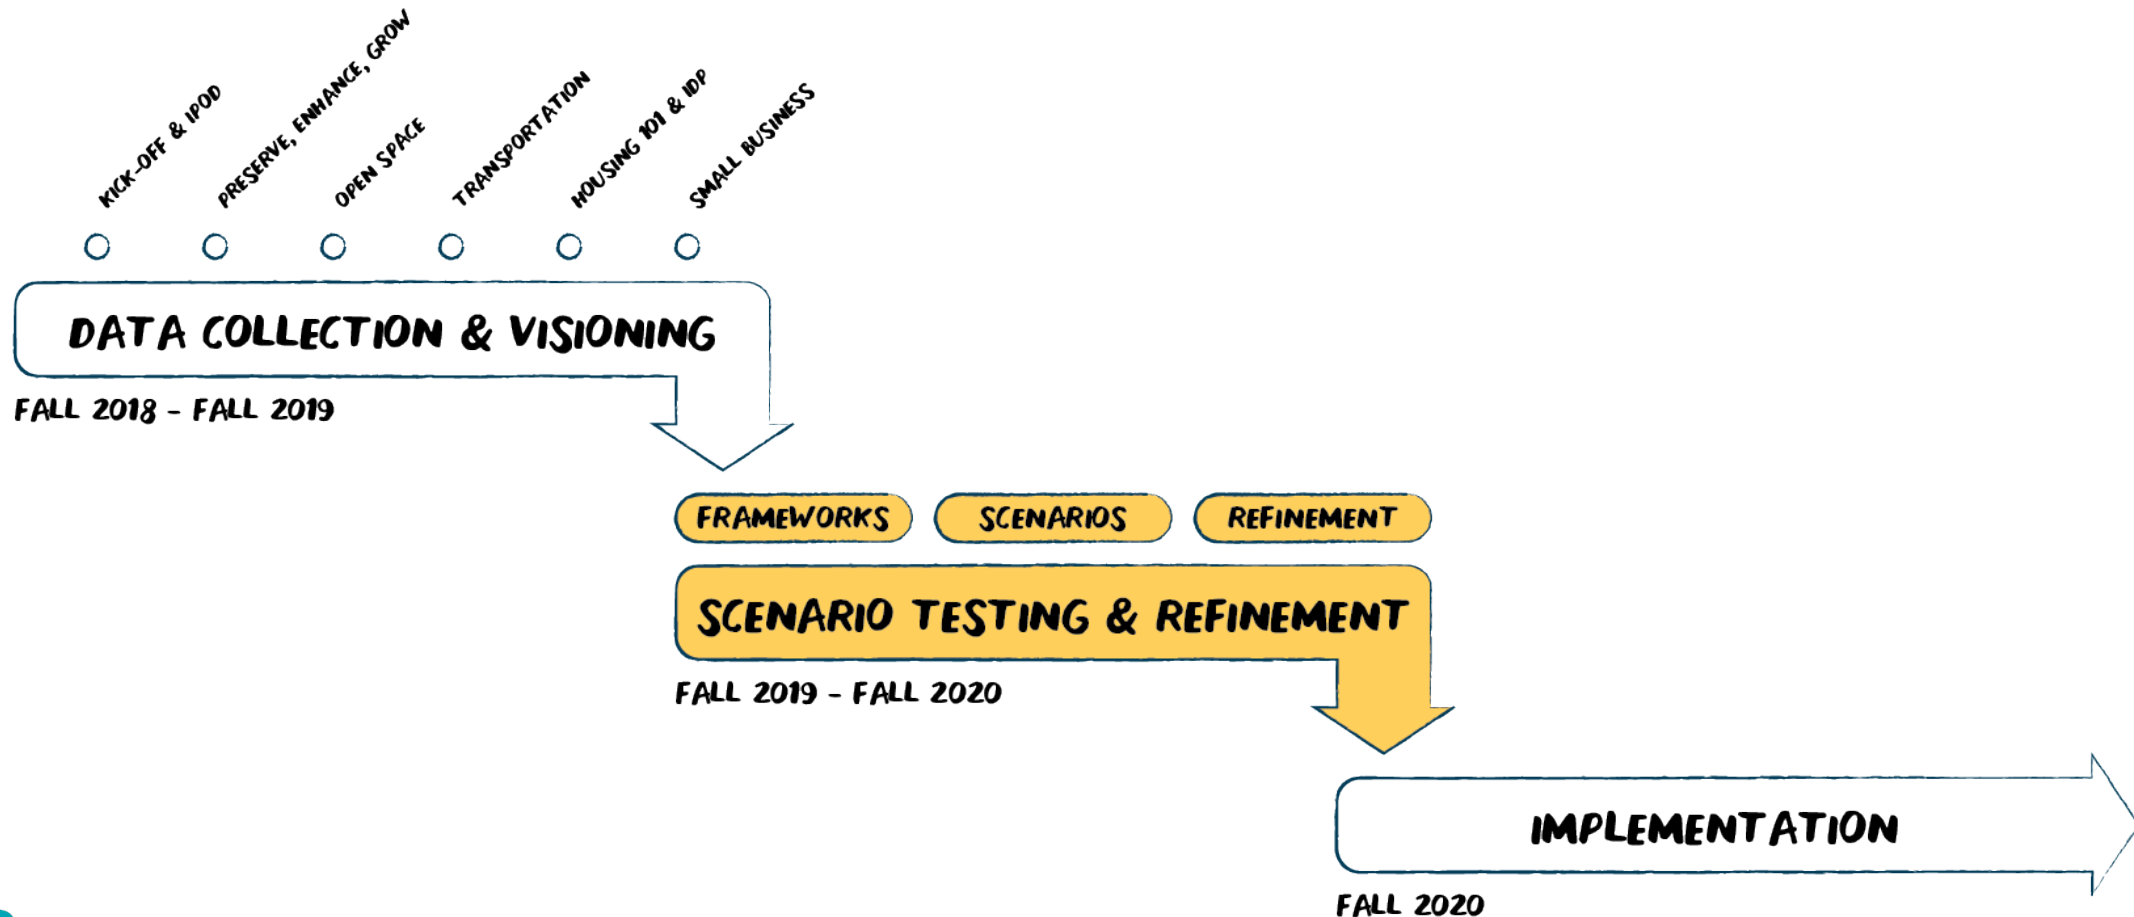 KICK-OFF & IPOD
PRESERVE, ENHANCE, GROW
OPEN SPACE
TRANSPORTATION
HOUSING 101 & IDP
SMALL BUSINESS
DATA COLLECTION & VISIONING
FALL 2018 - FALL 2019
FRAMEWORKS
SCENARIOS
REFINEMENT
SCENARIO TESTING & REFINEMENT
FALL 2019 - FALL 2020
IMPLEMENTATION
FALL 2020